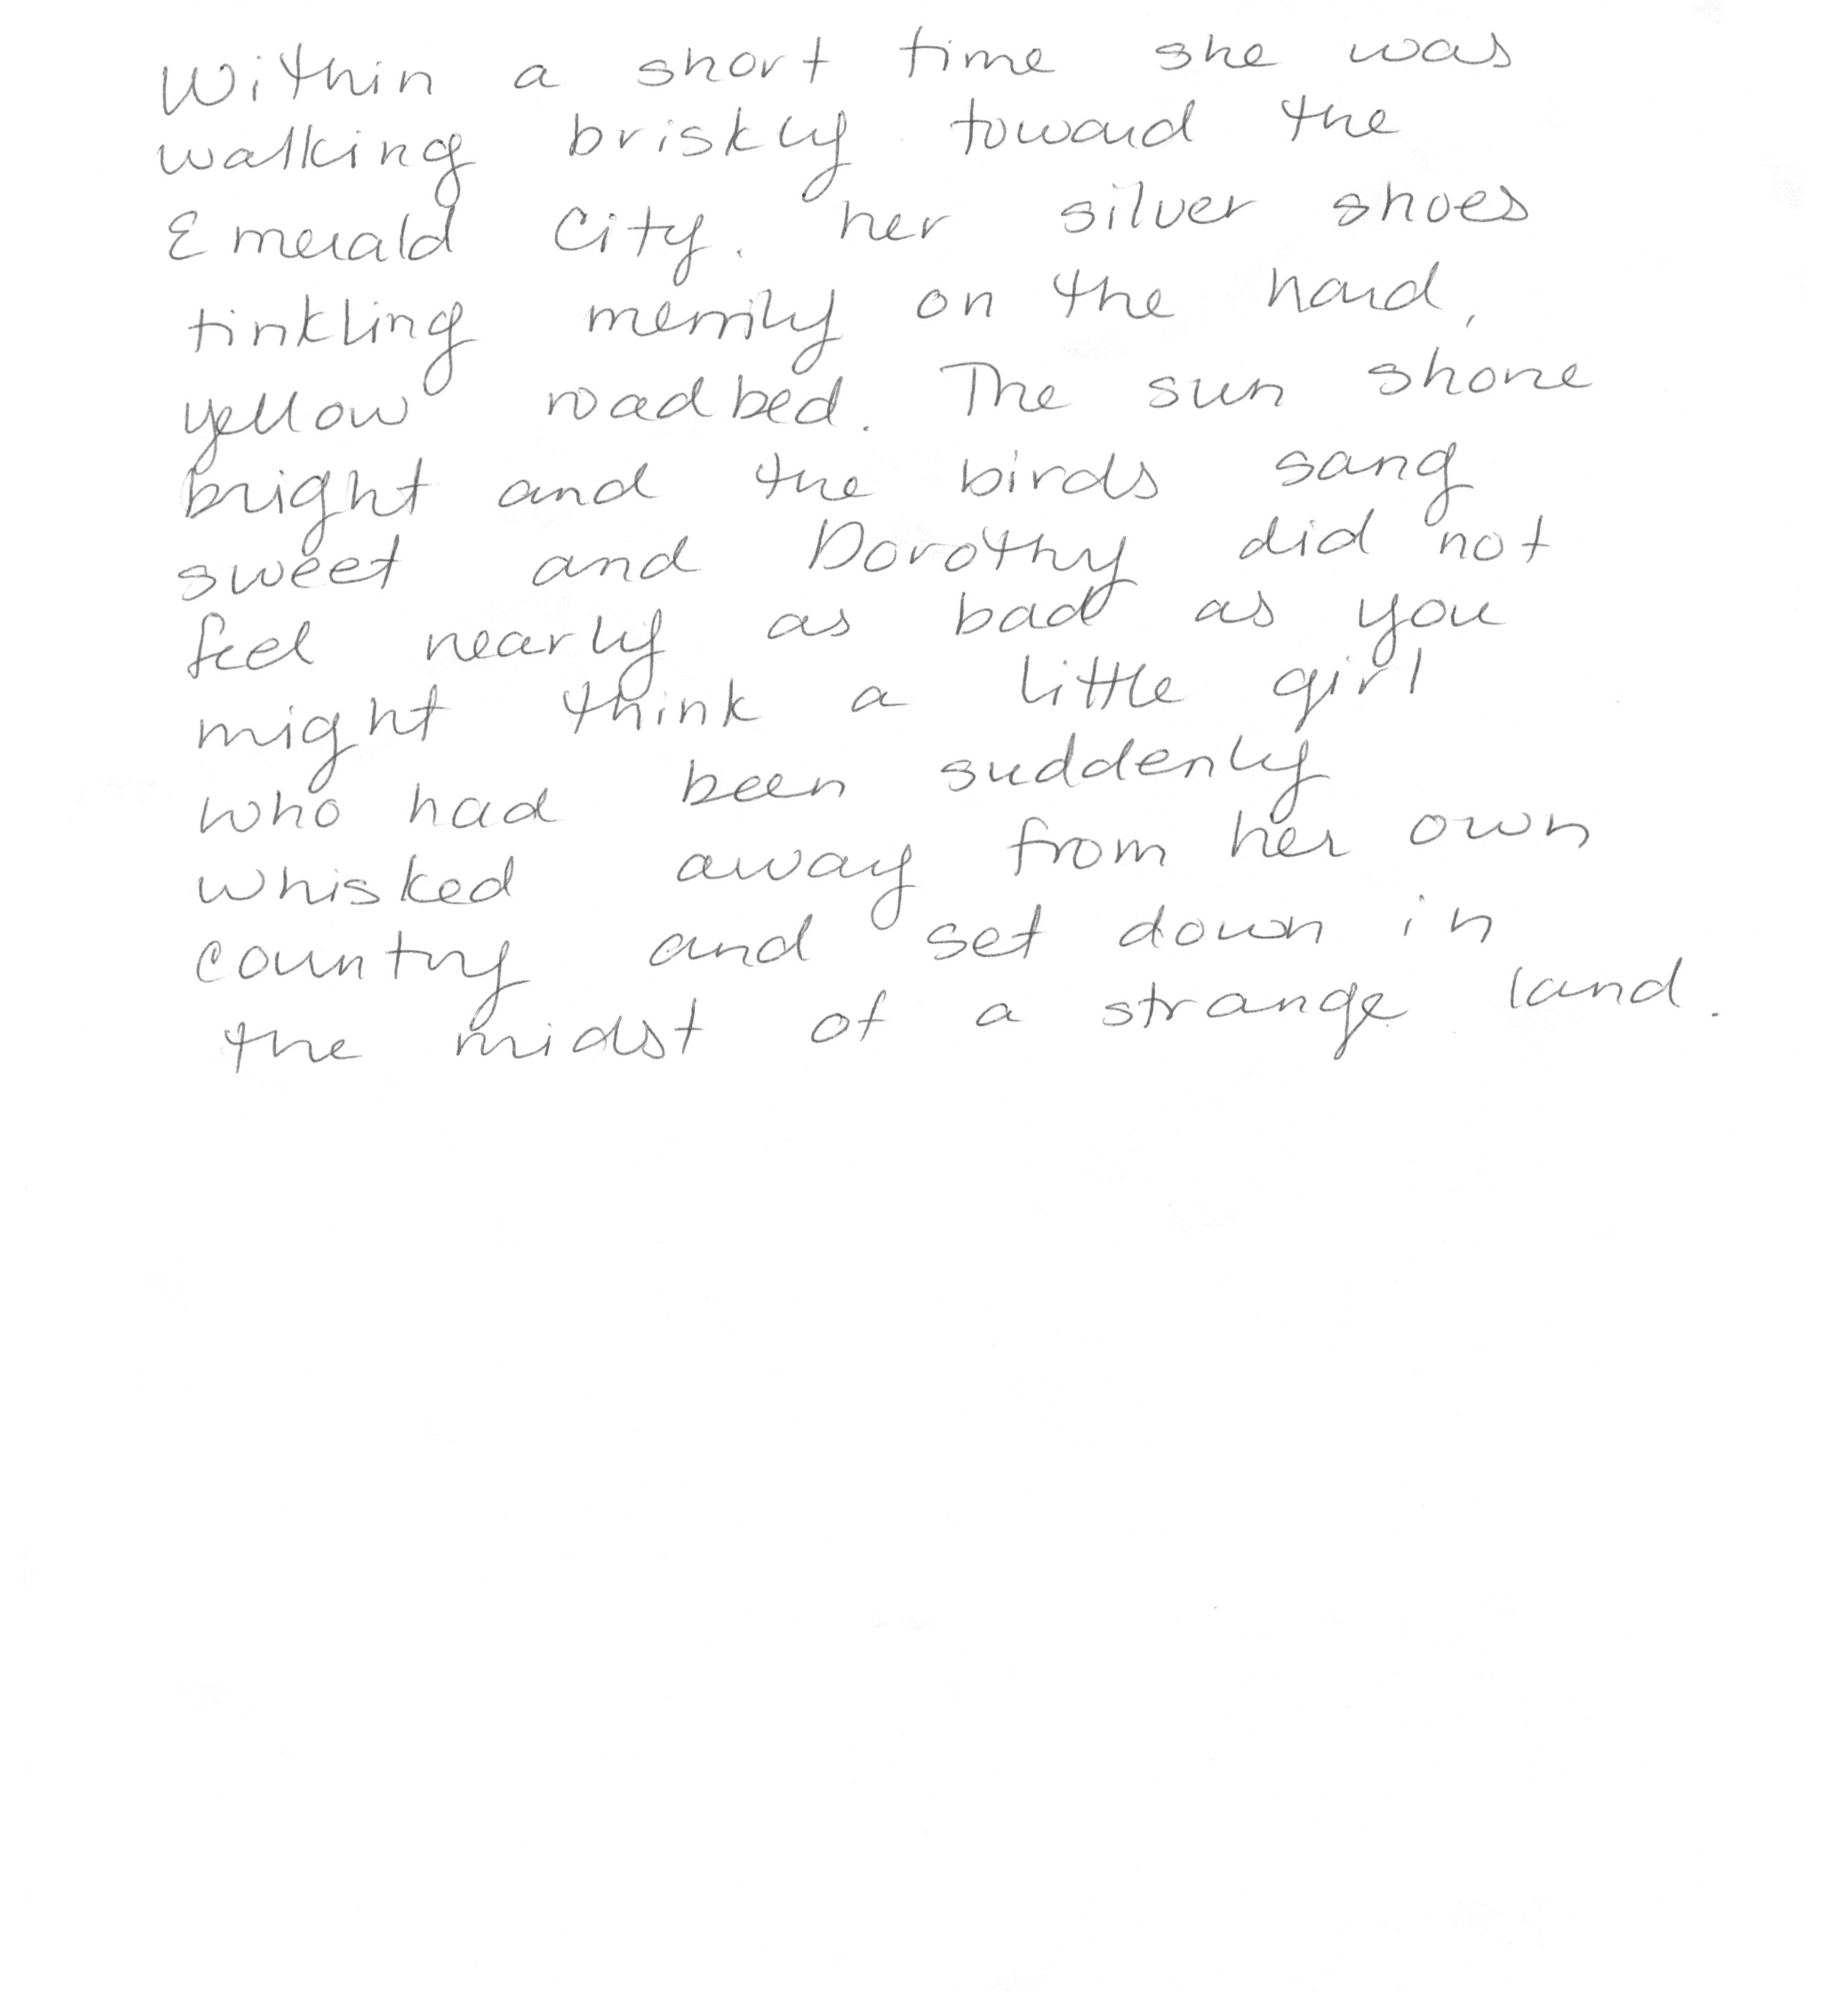 Within a short time she was
walking briskly toward the
Emerald City. her silver shoes
tinkling merrily on the hard,
yellow roadbed. The sun shone
bright and the birds sang
sweet and Dorothy did not
feel nearly as bad as you
might think a little girl
who had been suddenly
whisked away from her own
country and set down in
the midst of a strange land.